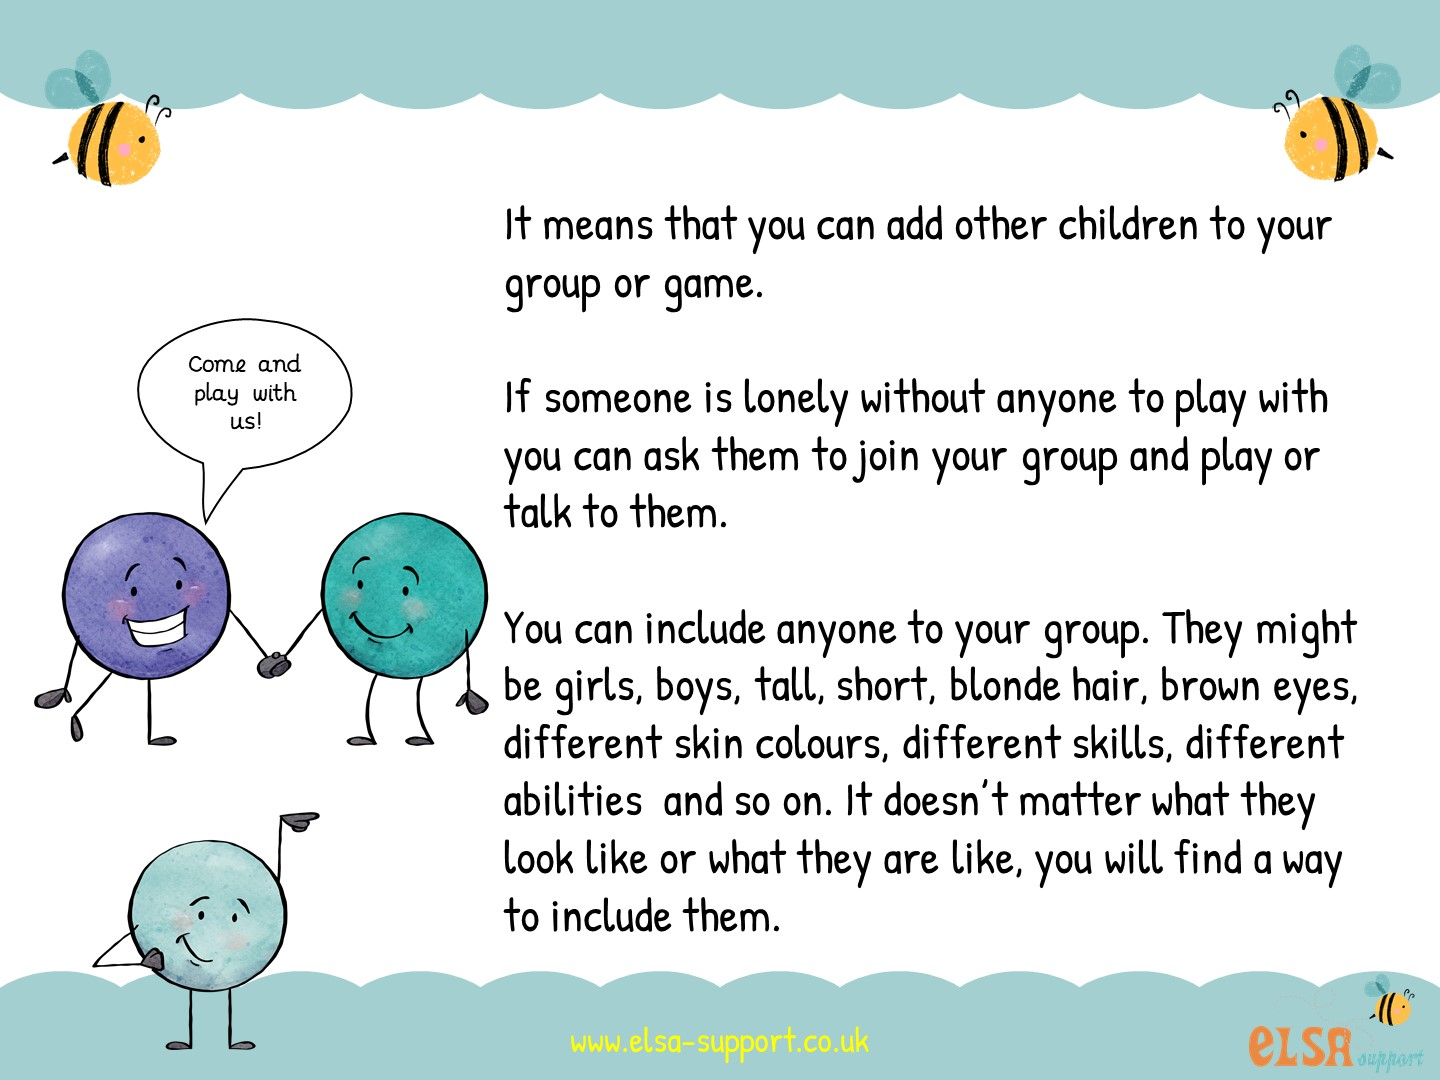 It means that you can add other children to your
group or game.
If someone is lonely without anyone to play with
you can ask them to join your group and play or
talk to them.
You can include anyone to your group. They might
be girls, boys, tall, short, blonde hair, brown eyes,
different skin colours, different skills, different
abilities  and so on. It doesn't matter what they
look like or what they are like, you will find a way
to include them.
Come and
play with
us!
www.elsa-support.co.uk
ELSA support